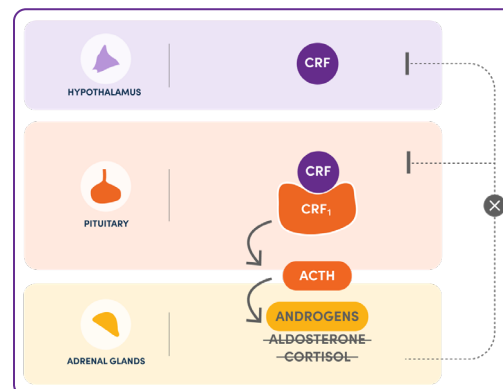 CRF
HYPOTHALAMUS
CRF
CRF₁
PITUITARY
ACTH
ANDROGENS
ALDOSTERONE
CORTISOL
ADRENAL GLANDS